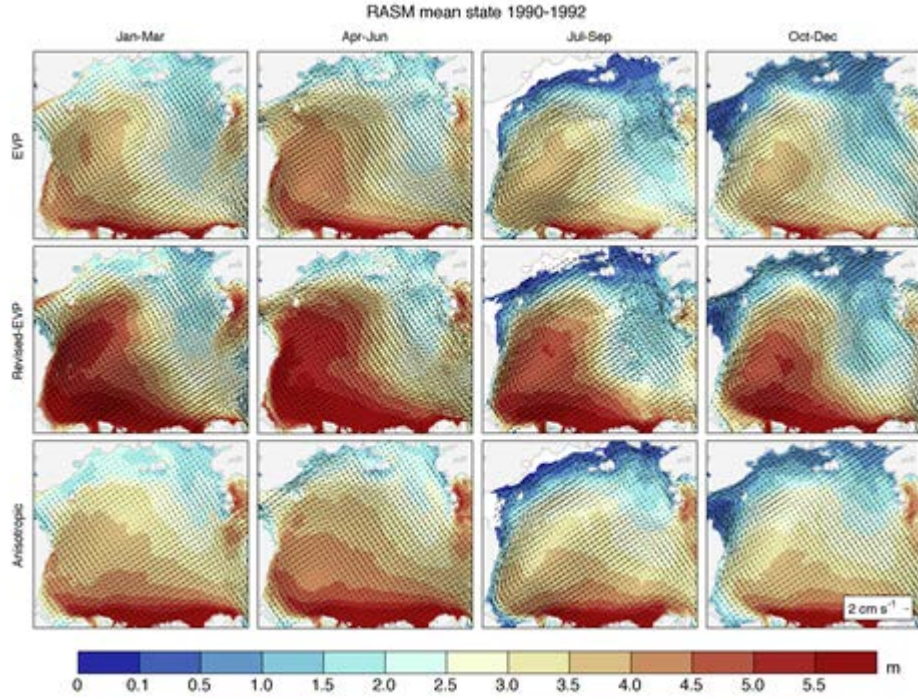 RASM mean state 1990-1992
Jan-Mar Apr-Jun Jul-Sep Oct-Dec
EVP
Revised-EVP
Anisotropic
2 cm s⁻¹
0 0.1 0.5 1.0 1.5 2.0 2.5 3.0 3.5 4.0 4.5 5.0 5.5 m